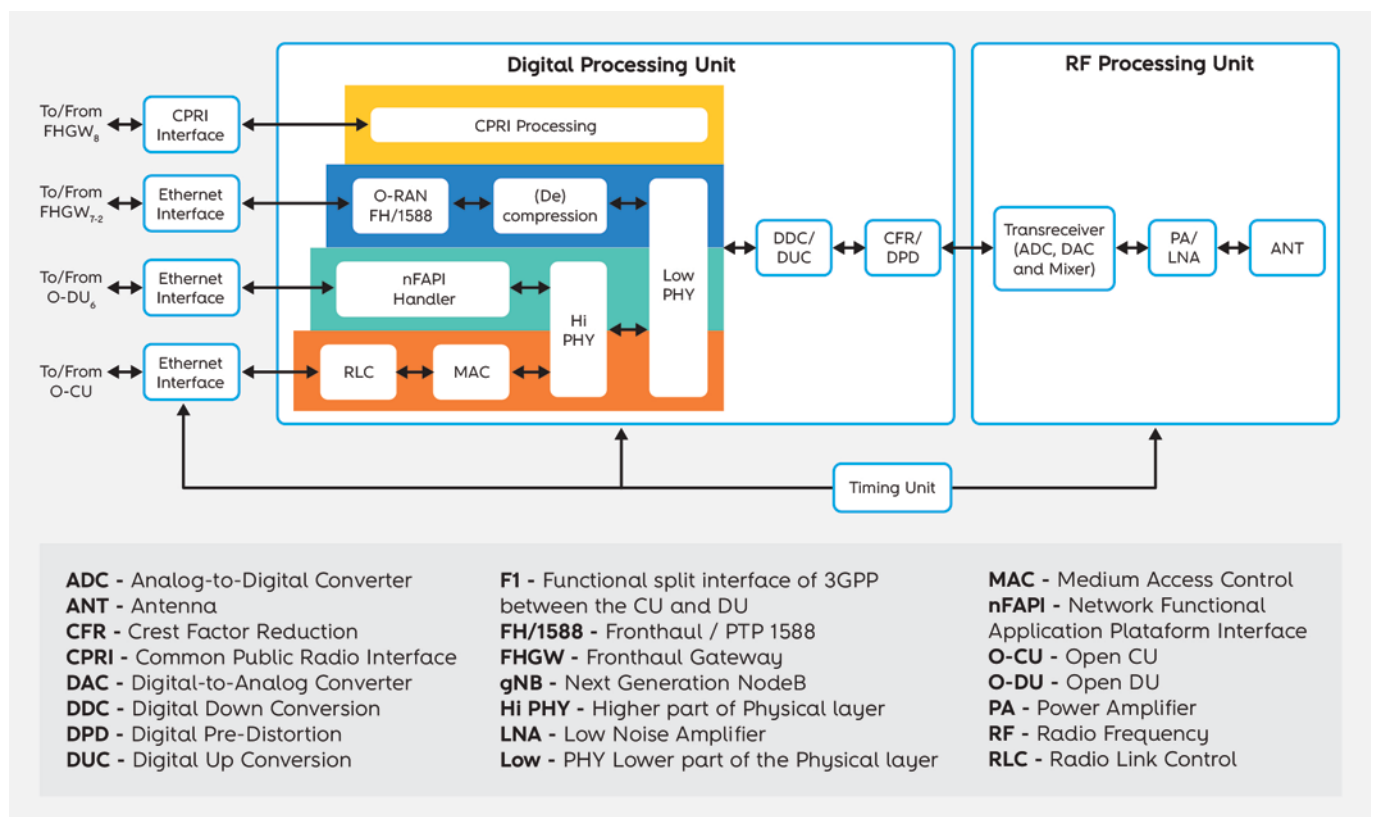 Digital Processing Unit
RF Processing Unit
To/From
FHGW8
CPRI
Interface
CPRI Processing
To/From
FHGW7-2
Ethernet
Interface
O-RAN
FH/1588
(De)
compression
To/From
O-DU6
Ethernet
Interface
nFAPI
Handler
Hi
PHY
Low
PHY
DDC/
DUC
CFR/
DPD
Transreceiver
(ADC, DAC
and Mixer)
PA/
LNA
ANT
To/From
O-CU
Ethernet
Interface
RLC
MAC
Timing Unit
ADC - Analog-to-Digital Converter
ANT - Antenna
CFR - Crest Factor Reduction
CPRI - Common Public Radio Interface
DAC - Digital-to-Analog Converter
DDC - Digital Down Conversion
DPD - Digital Pre-Distortion
DUC - Digital Up Conversion
F1 - Functional split interface of 3GPP
between the CU and DU
FH/1588 - Fronthaul / PTP 1588
FHGW - Fronthaul Gateway
gNB - Next Generation NodeB
Hi PHY - Higher part of Physical layer
LNA - Low Noise Amplifier
Low - PHY Lower part of the Physical layer
MAC - Medium Access Control
nFAPI - Network Functional
Application Plataform Interface
O-CU - Open CU
O-DU - Open DU
PA - Power Amplifier
RF - Radio Frequency
RLC - Radio Link Control